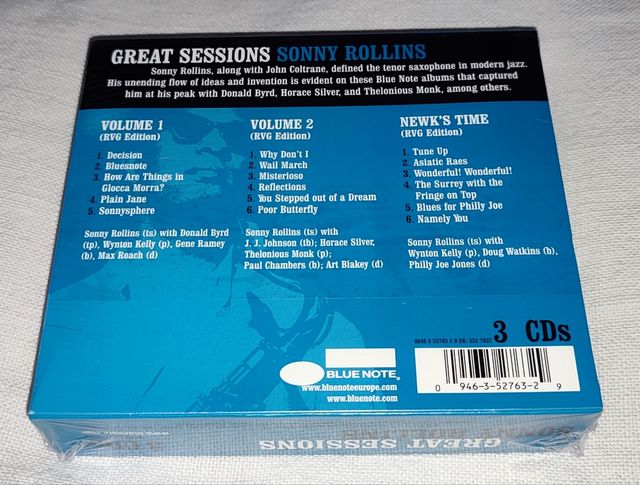 GREAT SESSIONS SONNY ROLLINS
Sonny Rollins, along with John Coltrane, defined the tenor saxophone in modern jazz.
His unending flow of ideas and invention is evident on these Blue Note albums that captured
him at his peak with Donald Byrd, Horace Silver, and Thelonious Monk, among others.
VOLUME 1
(RVG Edition)
1. Decision
2. Bluesnote
3. How Are Things in
Glocca Morra?
4. Plain Jane
5. Sonnysphere
Sonny Rollins (ts) with Donald Byrd
(tp), Wynton Kelly (p), Gene Ramey
(b), Max Roach (d)
VOLUME 2
(RVG Edition)
1. Why Don't I
2. Wail March
3. Misterioso
4. Reflections
5. You Stepped out of a Dream
6. Poor Butterfly
Sonny Rollins (ts) with
J. J. Johnson (tb); Horace Silver,
Thelonious Monk (p);
Paul Chambers (b); Art Blakey (d)
NEWK'S TIME
(RVG Edition)
1. Tune Up
2. Asiatic Raes
3. Wonderful! Wonderful!
4. The Surrey with the
Fringe on Top
5. Blues for Philly Joe
6. Namely You
Sonny Rollins (ts) with
Wynton Kelly (p), Doug Watkins (b),
Philly Joe Jones (d)
3 CDs
BLUE NOTE
www.bluenoteeurope.com
www.bluenote.com
0 946-3-52763-2 9
www.bluenote.com
GREAT SESSIONS
SONNY ROLLINS